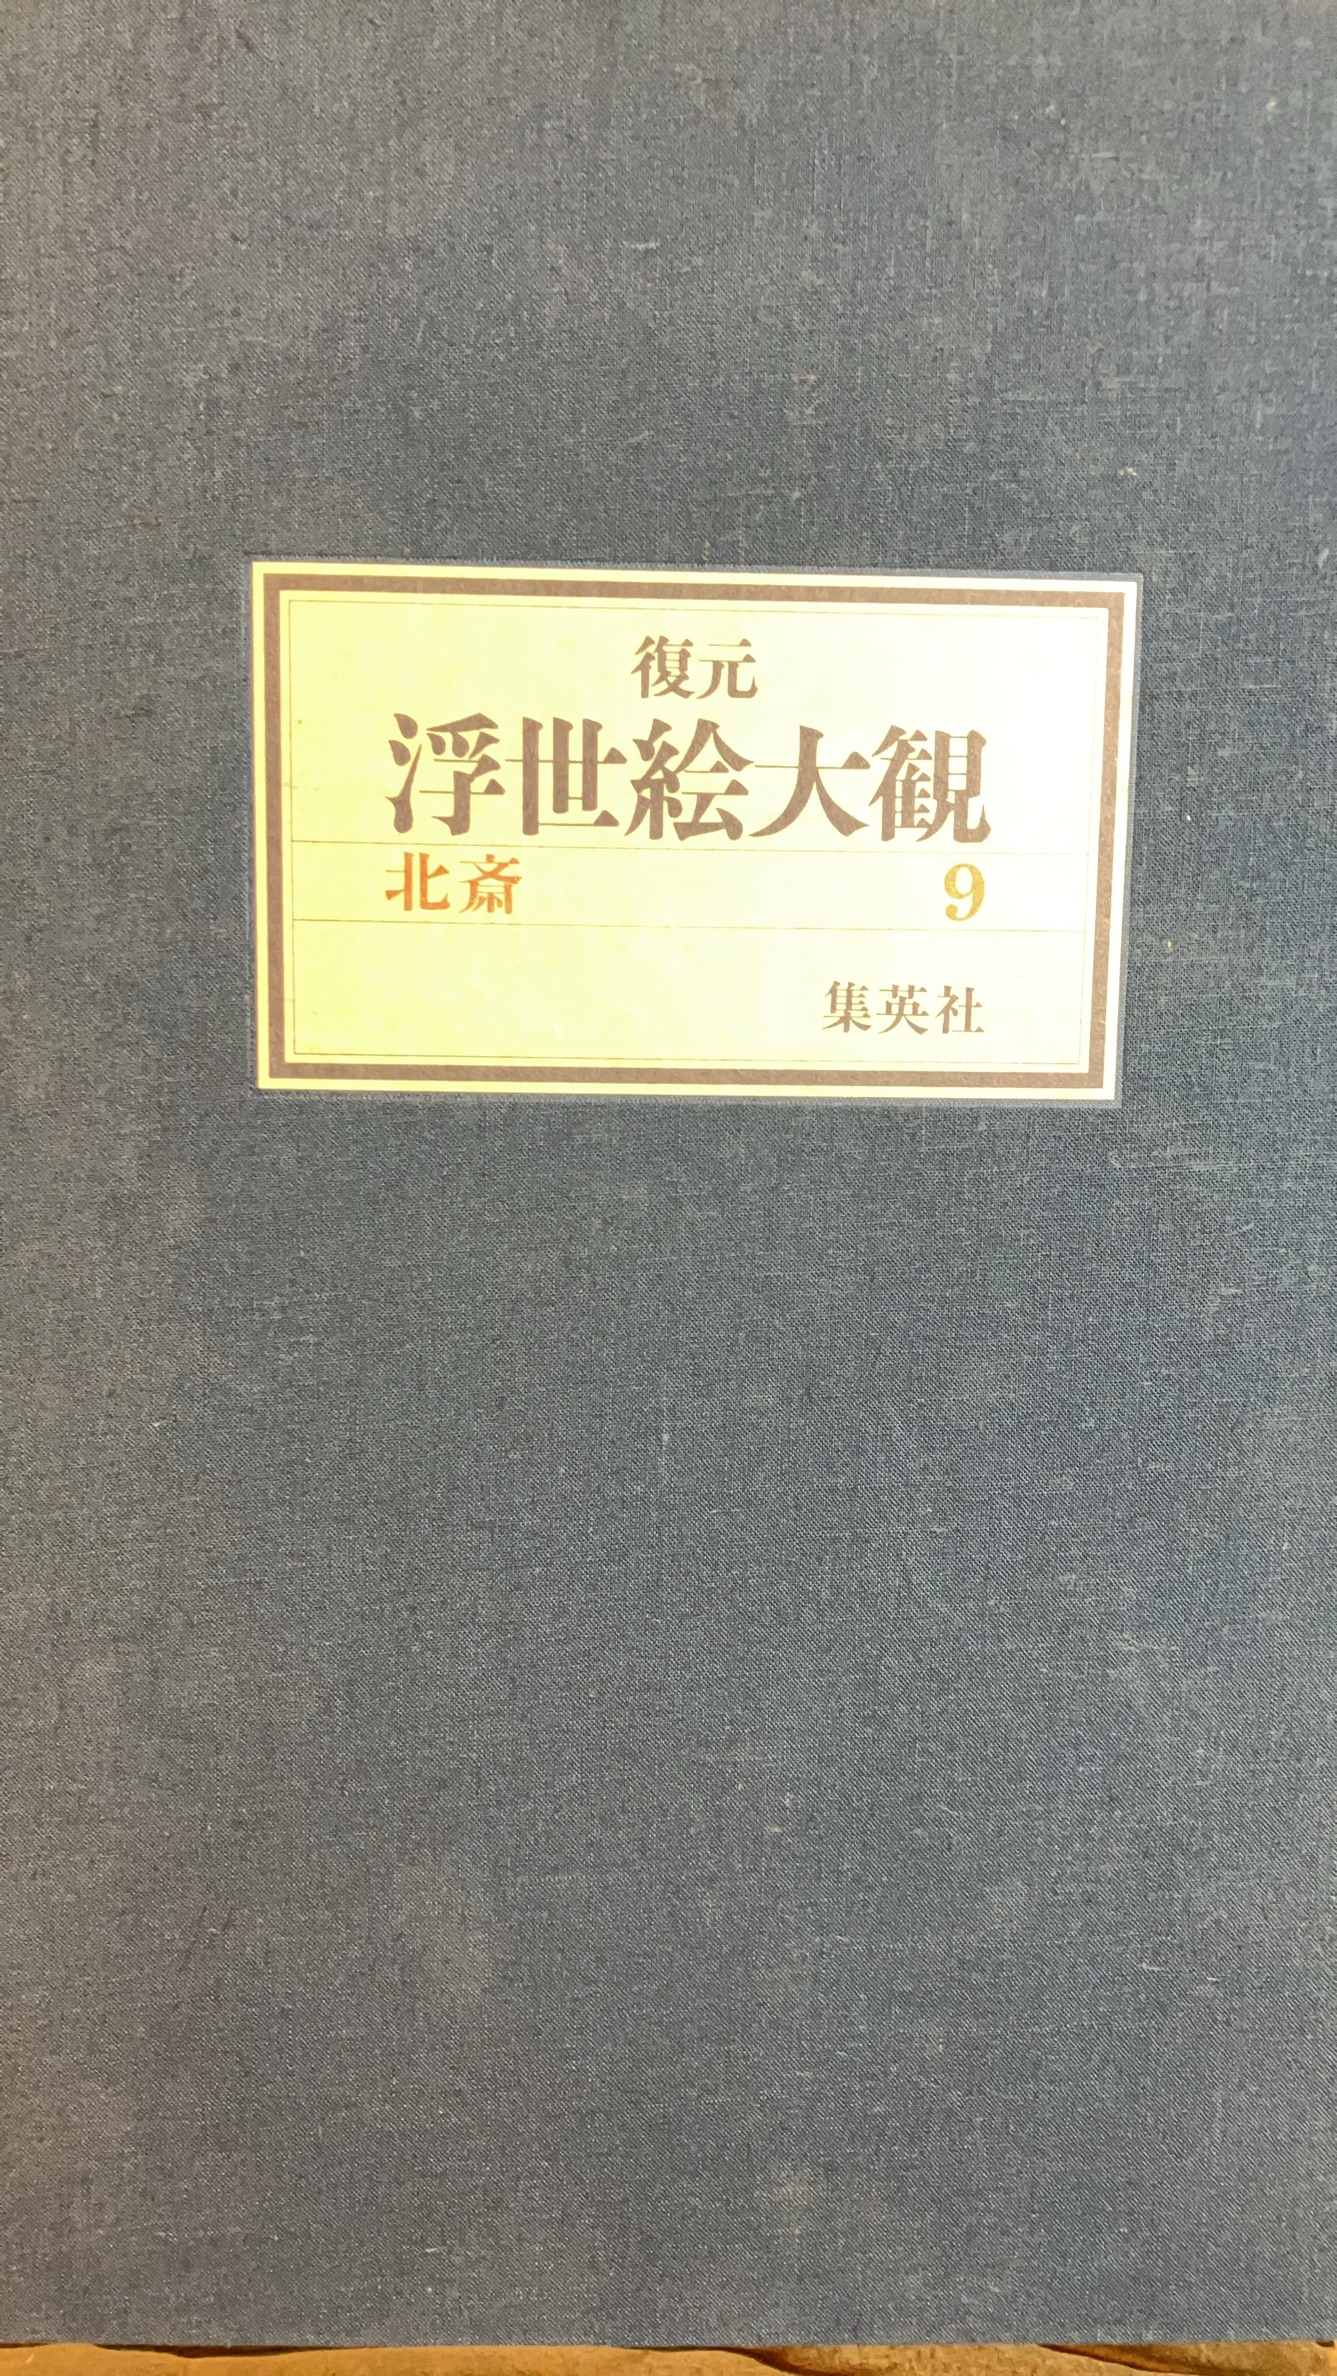 復元
浮世絵大観
北斎 9
集英社